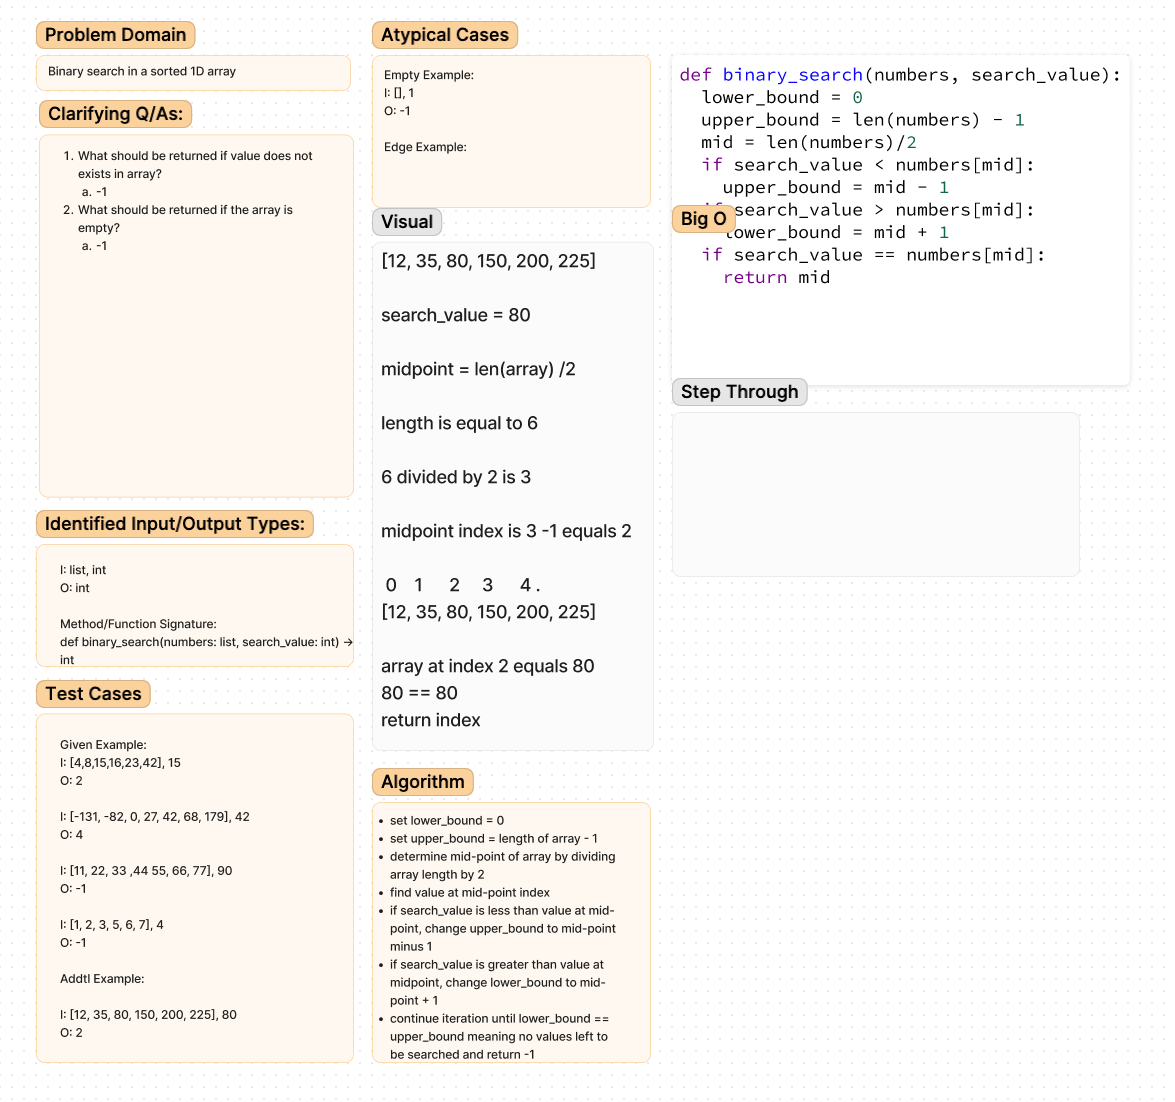 Problem Domain
Binary search in a sorted 1D array
Clarifying Q/As:
1. What should be returned if value does not
exists in array?
a. -1
2. What should be returned if the array is
empty?
a. -1
Identified Input/Output Types:
I: list, int
O: int
Method/Function Signature:
def binary_search(numbers: list, search_value: int) →
int
Test Cases
Given Example:
I: [4,8,15,16,23,42], 15
O: 2
I: [-131, -82, 0, 27, 42, 68, 179], 42
O: 4
I: [11, 22, 33 ,44 55, 66, 77], 90
O: -1
I: [1, 2, 3, 5, 6, 7], 4
O: -1
Addtl Example:
I: [12, 35, 80, 150, 200, 225], 80
O: 2
Atypical Cases
Empty Example:
I: [], 1
O: -1
Edge Example:
Visual
[12, 35, 80, 150, 200, 225]
search_value = 80
midpoint = len(array) /2
length is equal to 6
6 divided by 2 is 3
midpoint index is 3 -1 equals 2
0 1 2 3 4 .
[12, 35, 80, 150, 200, 225]
array at index 2 equals 80
80 == 80
return index
Algorithm
• set lower_bound = 0
• set upper_bound = length of array - 1
• determine mid-point of array by dividing
array length by 2
• find value at mid-point index
• if search_value is less than value at mid-
point, change upper_bound to mid-point
minus 1
• if search_value is greater than value at
midpoint, change lower_bound to mid-
point + 1
• continue iteration until lower_bound ==
upper_bound meaning no values left to
be searched and return -1
def binary_search(numbers, search_value):
lower_bound = 0
upper_bound = len(numbers) - 1
mid = len(numbers)/2
if search_value < numbers[mid]:
upper_bound = mid - 1
if search_value > numbers[mid]:
Big O
lower_bound = mid + 1
if search_value == numbers[mid]:
return mid
Step Through